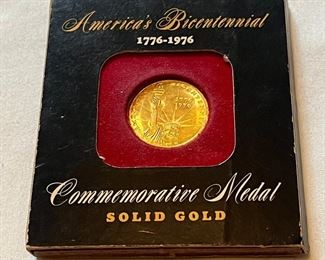 America's Bicentennial
1776-1976
Commemorative Medal
SOLID GOLD